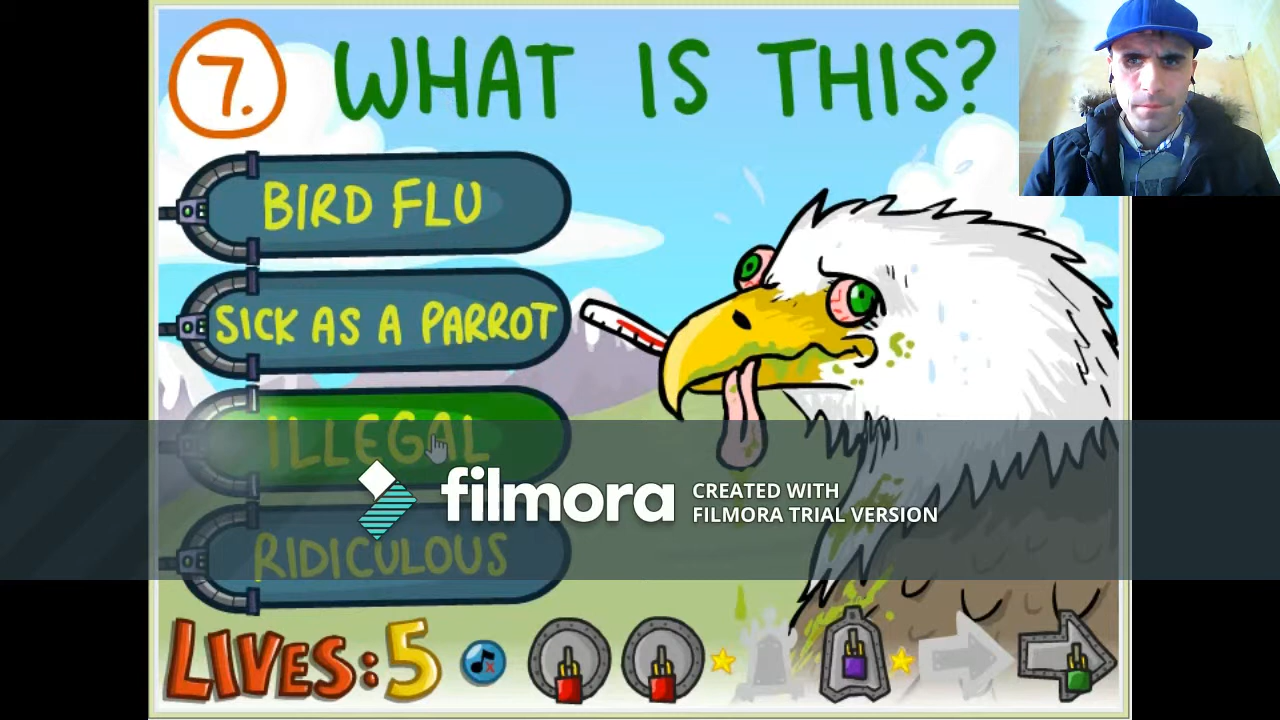 7. WHAT IS THIS?
BIRD FLU
SICK AS A PARROT
ILLEGAL
filmora CREATED WITH
FILMORA TRIAL VERSION
RIDICULOUS
LIVES: 5